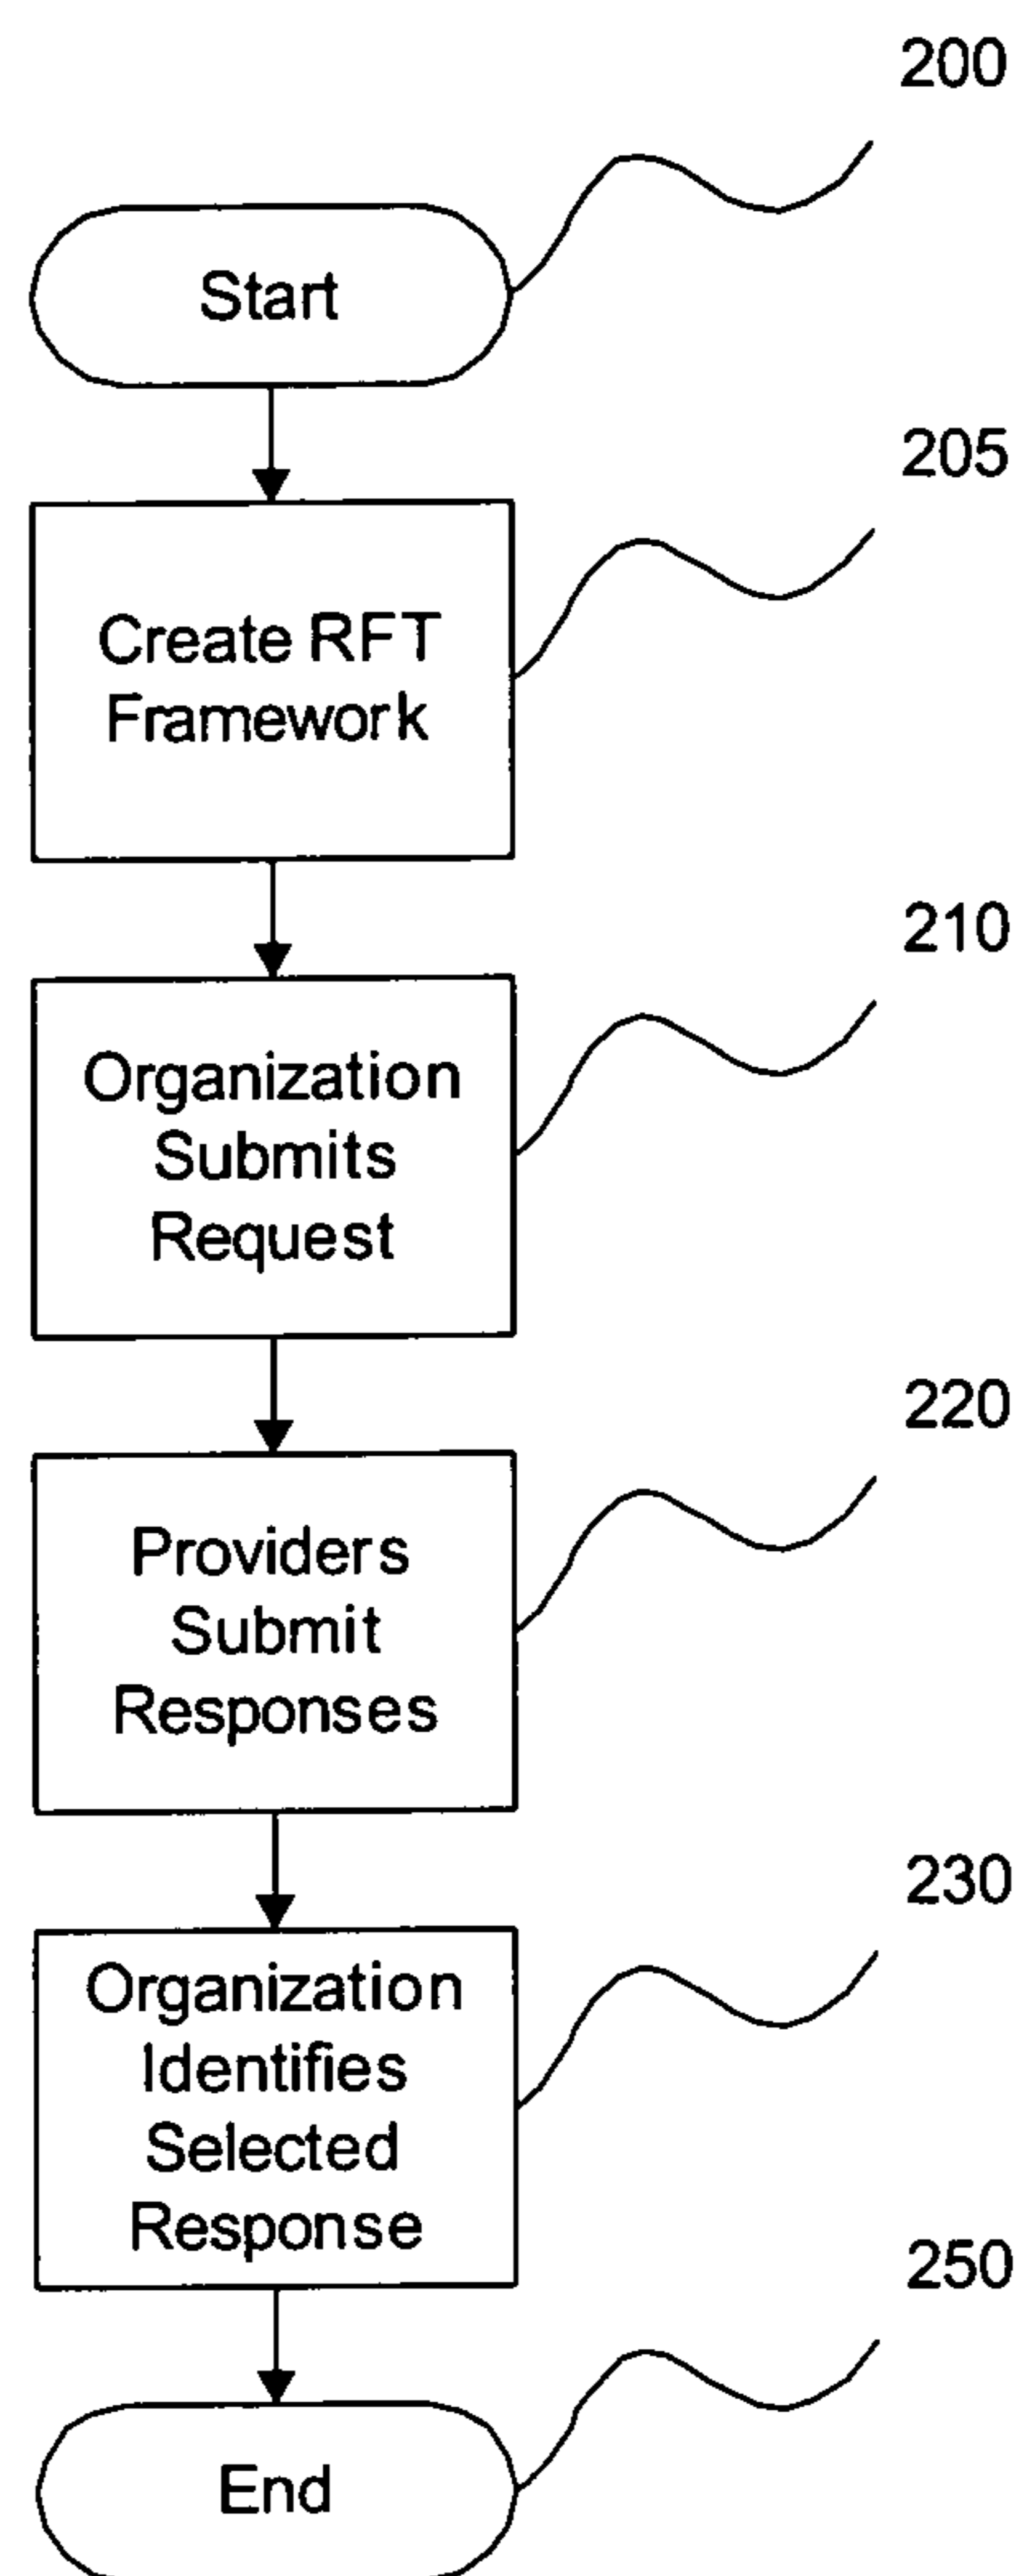 200
Start
205
Create RFT
Framework
210
Organization
Submits
Request
220
Providers
Submit
Responses
230
Organization
Identifies
Selected
Response
250
End